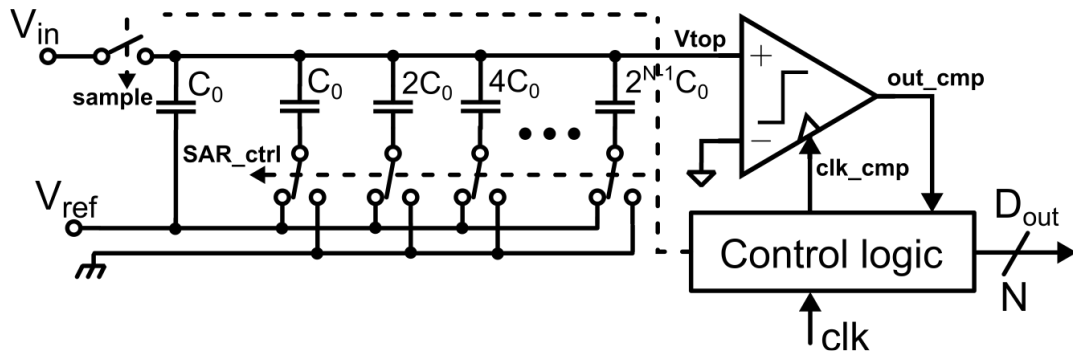 Vin
sample
C0
C0
2C0
4C0
2N-1C0
Vtop
+
−
out_cmp
clk_cmp
SAR_ctrl
Vref
Control logic
Dout
N
clk